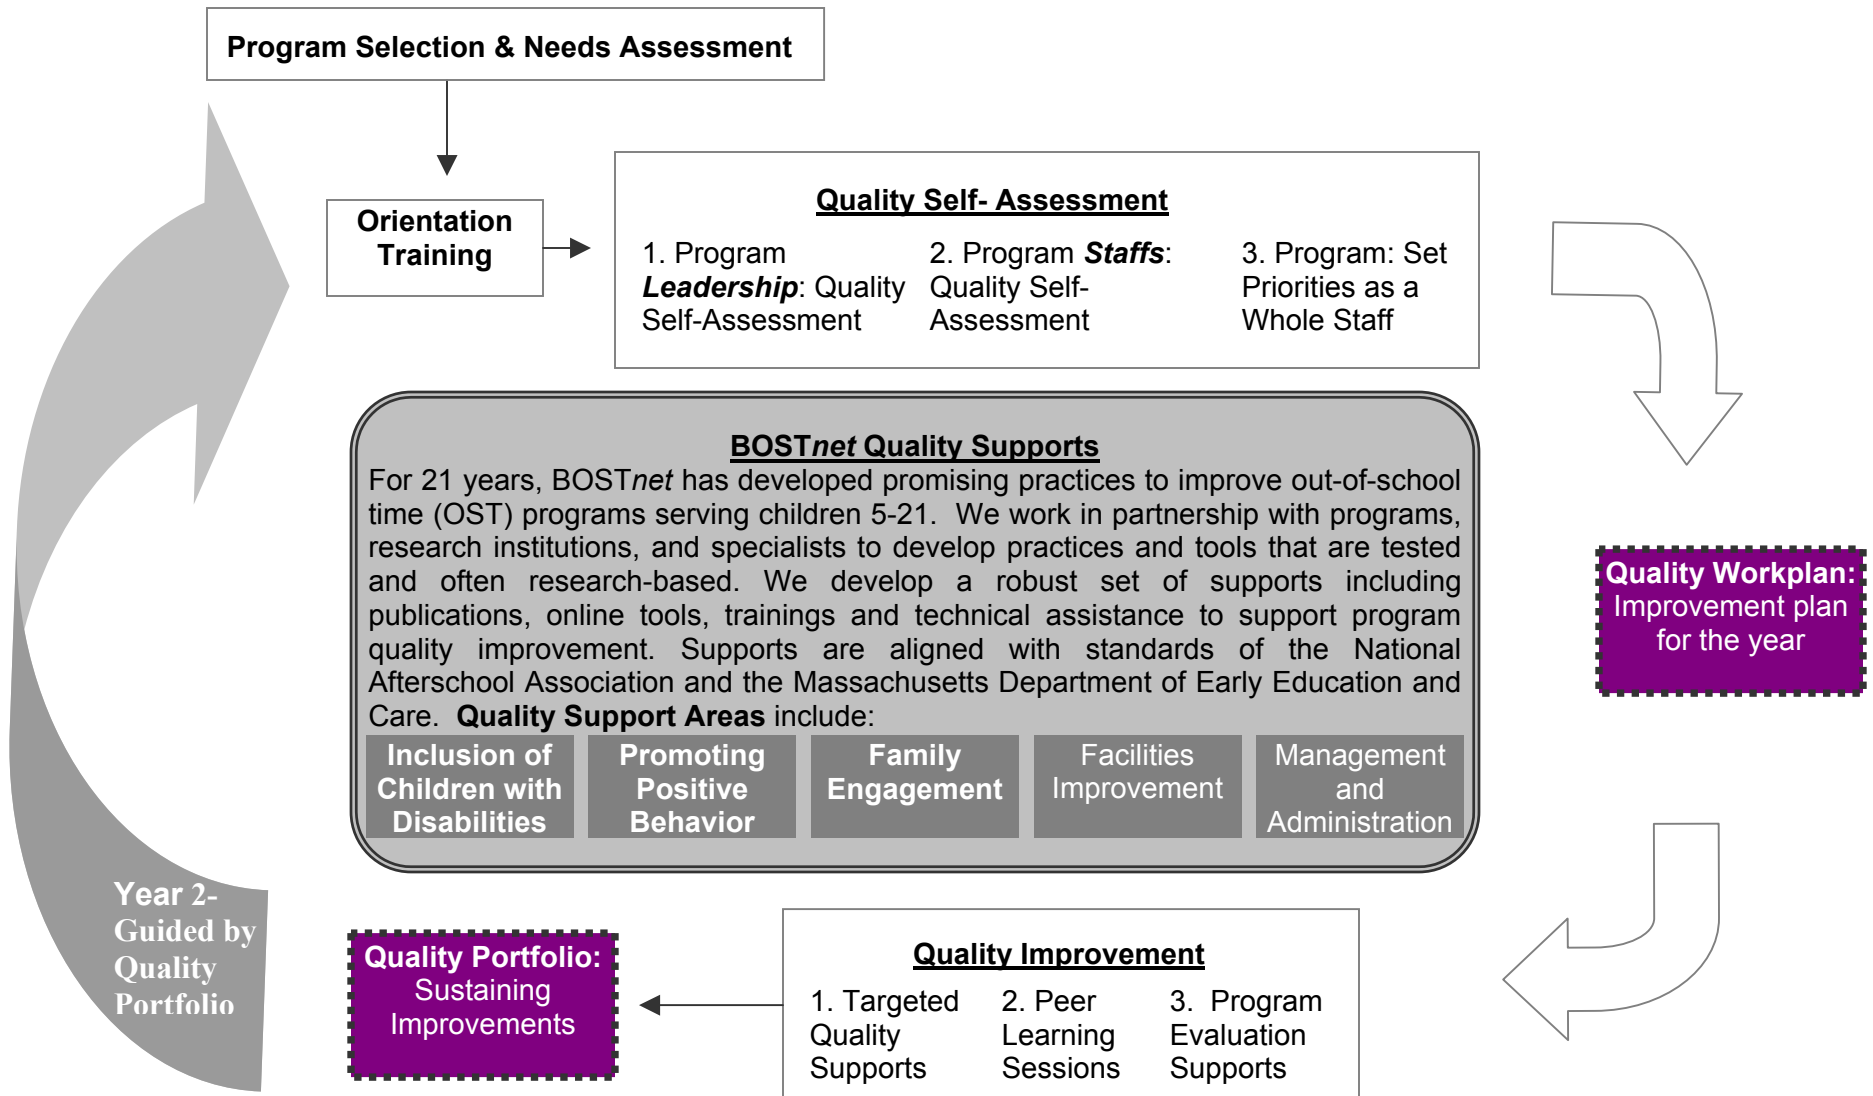 Program Selection & Needs Assessment
Orientation
Training
Quality Self- Assessment
1. Program
Leadership: Quality
Self-Assessment
2. Program Staffs:
Quality Self-
Assessment
3. Program: Set
Priorities as a
Whole Staff
BOSTnet Quality Supports
For 21 years, BOSTnet has developed promising practices to improve out-of-school
time (OST) programs serving children 5-21. We work in partnership with programs,
research institutions, and specialists to develop practices and tools that are tested
and often research-based. We develop a robust set of supports including
publications, online tools, trainings and technical assistance to support program
quality improvement. Supports are aligned with standards of the National
Afterschool Association and the Massachusetts Department of Early Education and
Care. Quality Support Areas include:
Inclusion of
Children with
Disabilities
Promoting
Positive
Behavior
Family
Engagement
Facilities
Improvement
Management
and
Administration
Quality Workplan:
Improvement plan
for the year
Quality Improvement
1. Targeted
Quality
Supports
2. Peer
Learning
Sessions
3. Program
Evaluation
Supports
Quality Portfolio:
Sustaining
Improvements
Year 2-
Guided by
Quality
Portfolio